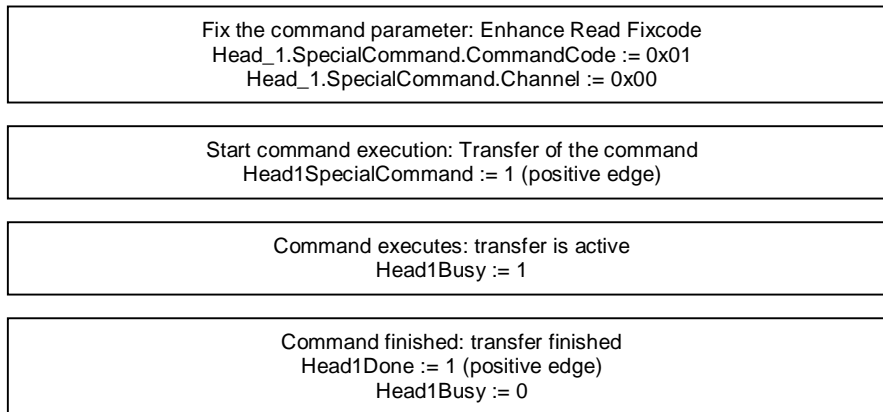 Fix the command parameter: Enhance Read Fixcode
Head_1.SpecialCommand.CommandCode := 0x01
Head_1.SpecialCommand.Channel := 0x00
Start command execution: Transfer of the command
Head1SpecialCommand := 1 (positive edge)
Command executes: transfer is active
Head1Busy := 1
Command finished: transfer finished
Head1Done := 1 (positive edge)
Head1Busy := 0